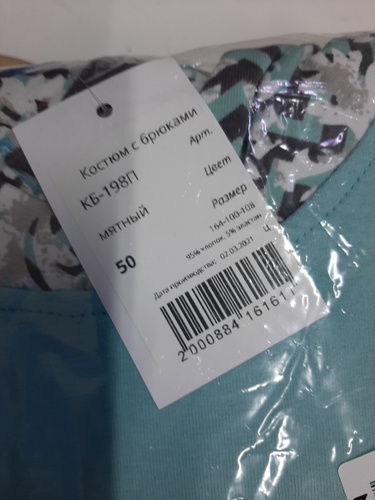 Костюм с брюками
Арт.
КБ-198П
Цвет
мятный
Размер
50
164-100-108
95% хлопок, 5% эластан
Дата производства: 02.03.2021
Ц
2000884161611